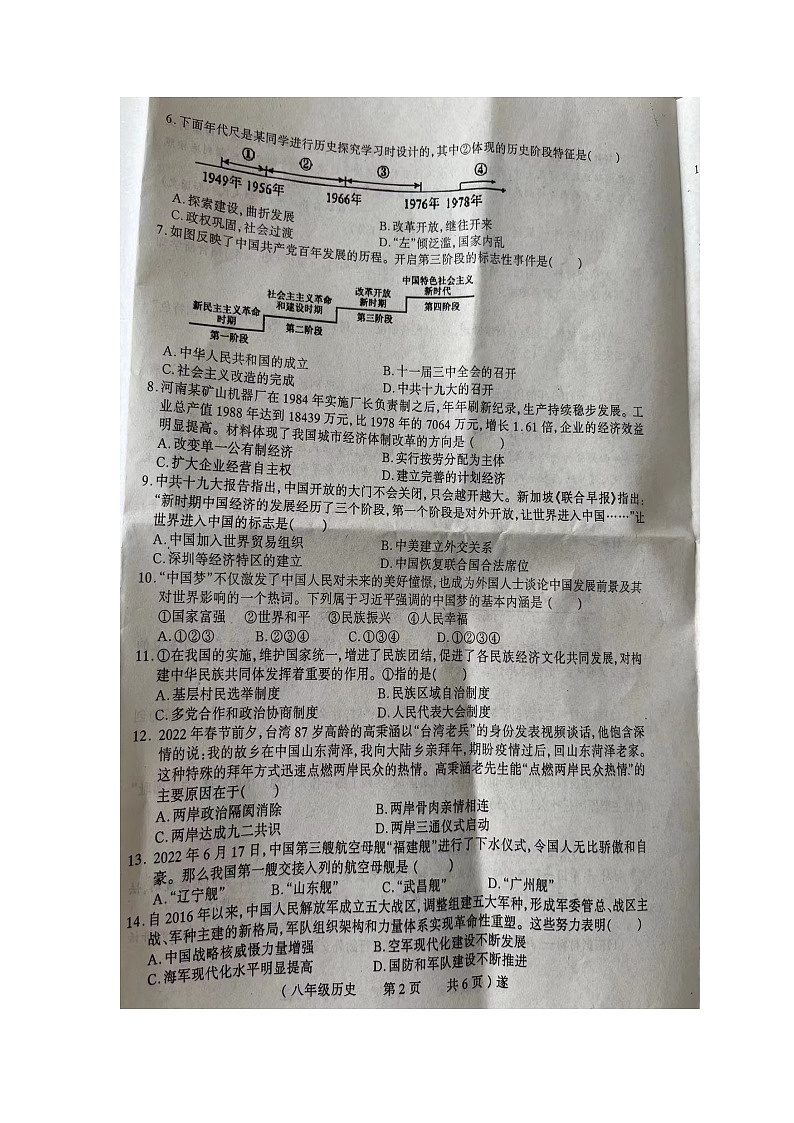 6.下面年代尺是某同学进行历史探究学习时设计的,其中②体现的历史阶段特征是(　　)
①　②　③　④
1949年 1956年　1966年　1976年 1978年
A.探索建设,曲折发展　B.改革开放,继往开来
C.政权巩固,社会过渡　D.“左”倾泛滥,国家内乱
7.如图反映了中国共产党百年发展的历程。开启第三阶段的标志性事件是(　　)
新民主主义革命时期　社会主义革命和建设时期　改革开放新时期　中国特色社会主义新时代
第一阶段　第二阶段　第三阶段　第四阶段
A.中华人民共和国的成立　B.十一届三中全会的召开
C.社会主义改造的完成　D.中共十九大的召开
8.河南某矿山机器厂在1984年实施厂长负责制之后,年年刷新纪录,生产持续稳步发展。工
业总产值1988年达到18439万元,比1978年的7064万元,增长1.61倍,企业的经济效益
明显提高。材料体现了我国城市经济体制改革的方向是(　　)
A.改变单一公有制经济　B.实行按劳分配为主体
C.扩大企业经营自主权　D.建立完善的计划经济
9.中共十九大报告指出,中国开放的大门不会关闭,只会越开越大。新加坡《联合早报》指出:
“新时期中国经济的发展经历了三个阶段,第一个阶段是对外开放,让世界进入中国……”让
世界进入中国的标志是(　　)
A.中国加入世界贸易组织　B.中美建立外交关系
C.深圳等经济特区的建立　D.中国恢复联合国合法席位
10.“中国梦”不仅激发了中国人民对未来的美好憧憬,也成为外国人士谈论中国发展前景及其
对世界影响的一个热词。下列属于习近平强调的中国梦的基本内涵是(　　)
①国家富强　②世界和平　③民族振兴　④人民幸福
A.①②③　B.②③④　C.①③④　D.①②③④
11.①在我国的实施,维护国家统一,增进了民族团结,促进了各民族经济文化共同发展,对构
建中华民族共同体发挥着重要的作用。①指的是(　　)
A.基层村民选举制度　B.民族区域自治制度
C.多党合作和政治协商制度　D.人民代表大会制度
12. 2022年春节前夕,台湾87岁高龄的高秉涵以“台湾老兵”的身份发表视频谈话,他饱含深
情的说:我的故乡在中国山东菏泽,我向大陆乡亲拜年,期盼疫情过后,回山东菏泽老家。
这种特殊的拜年方式迅速点燃两岸民众的热情。高秉涵老先生能“点燃两岸民众热情”的
主要原因在于(　　)
A.两岸政治隔阂消除　B.两岸骨肉亲情相连
C.两岸达成九二共识　D.两岸三通仪式启动
13. 2022年6月17日,中国第三艘航空母舰“福建舰”进行了下水仪式,令国人无比骄傲和自
豪。那么我国第一艘交接入列的航空母舰是(　　)
A.“辽宁舰”　B.“山东舰”　C.“武昌舰”　D.“广州舰”
14.自2016年以来,中国人民解放军成立五大战区,调整组建五大军种,形成军委管总、战区主
战、军种主建的新格局,军队组织架构和力量体系实现革命性重塑。这些努力表明(　　)
A.中国战略核威慑力量增强　B.空军现代化建设不断发展
C.海军现代化水平明显提高　D.国防和军队建设不断推进
(八年级历史　第2页　共6页)遂
1